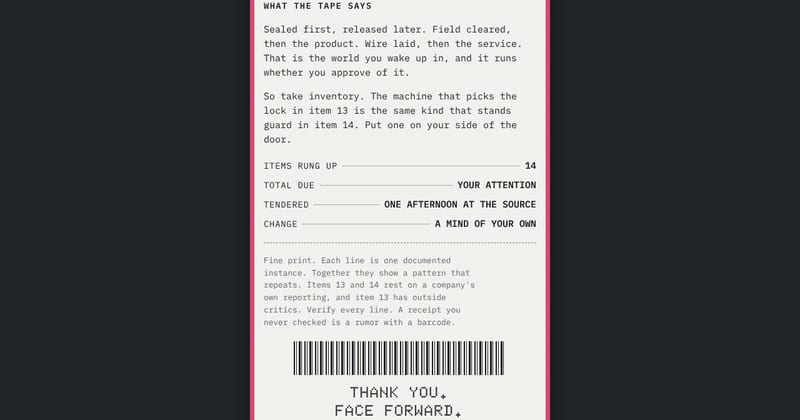 WHAT THE TAPE SAYS
Sealed first, released later. Field cleared,
then the product. Wire laid, then the service.
That is the world you wake up in, and it runs
whether you approve of it.
So take inventory. The machine that picks the
lock in item 13 is the same kind that stands
guard in item 14. Put one on your side of the
door.
ITEMS RUNG UP 14
TOTAL DUE YOUR ATTENTION
TENDERED ONE AFTERNOON AT THE SOURCE
CHANGE A MIND OF YOUR OWN
Fine print. Each line is one documented
instance. Together they show a pattern that
repeats. Items 13 and 14 rest on a company's
own reporting, and item 13 has outside
critics. Verify every line. A receipt you
never checked is a rumor with a barcode.
THANK YOU.
FACE FORWARD.